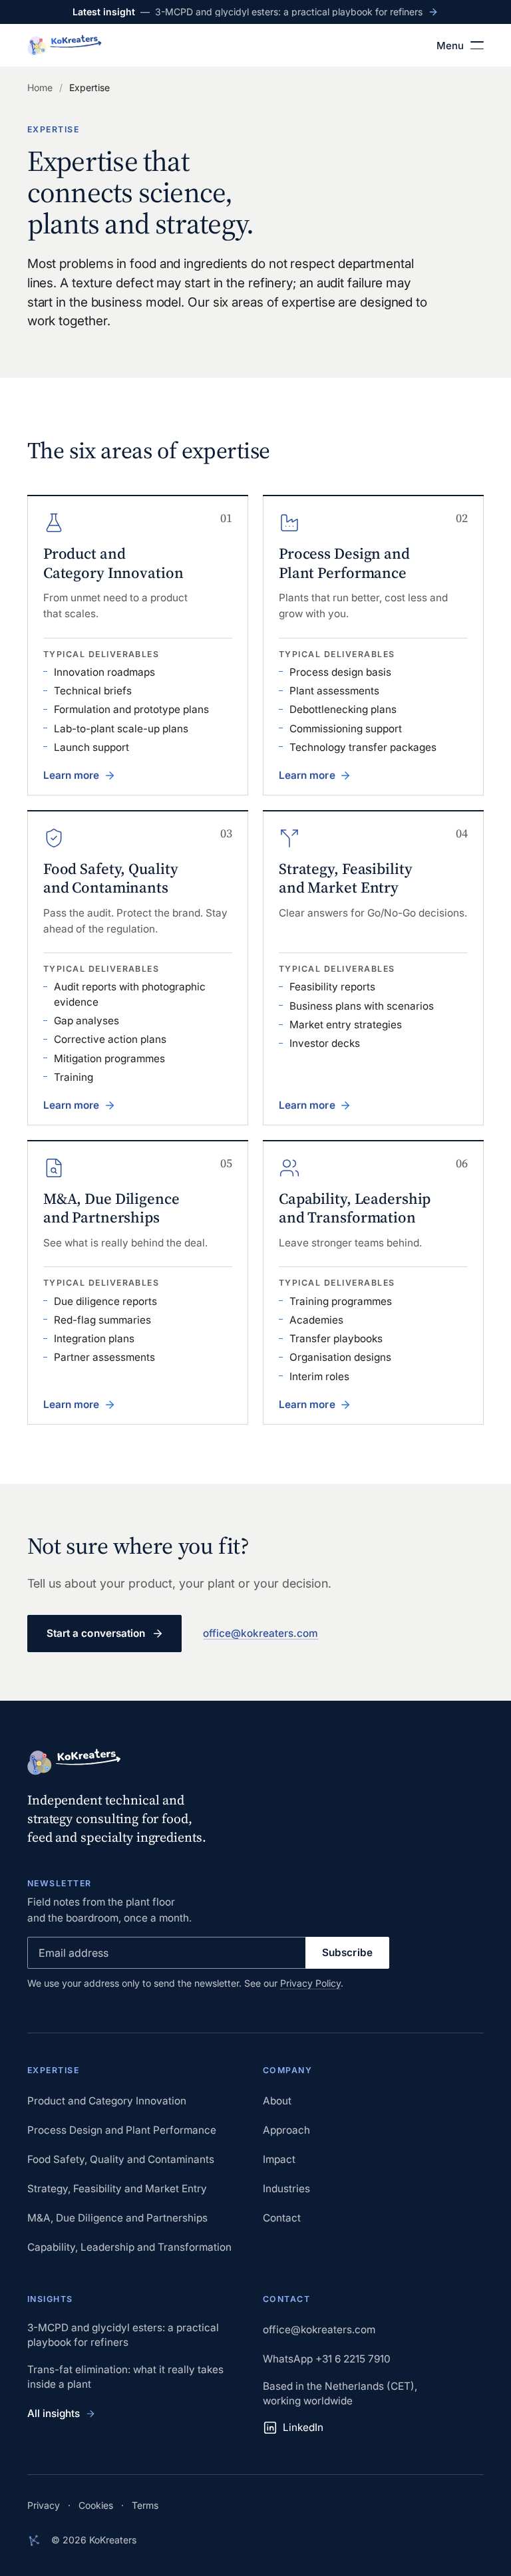 Latest insight — 3-MCPD and glycidyl esters: a practical playbook for refiners →
KoKreaters
Menu
Home / Expertise
EXPERTISE
Expertise that
connects science,
plants and strategy.
Most problems in food and ingredients do not respect departmental
lines. A texture defect may start in the refinery; an audit failure may
start in the business model. Our six areas of expertise are designed to
work together.
The six areas of expertise
01
Product and
Category Innovation
From unmet need to a product
that scales.
TYPICAL DELIVERABLES
– Innovation roadmaps
– Technical briefs
– Formulation and prototype plans
– Lab-to-plant scale-up plans
– Launch support
Learn more →
02
Process Design and
Plant Performance
Plants that run better, cost less and
grow with you.
TYPICAL DELIVERABLES
– Process design basis
– Plant assessments
– Debottlenecking plans
– Commissioning support
– Technology transfer packages
Learn more →
03
Food Safety, Quality
and Contaminants
Pass the audit. Protect the brand. Stay
ahead of the regulation.
TYPICAL DELIVERABLES
– Audit reports with photographic
evidence
– Gap analyses
– Corrective action plans
– Mitigation programmes
– Training
Learn more →
04
Strategy, Feasibility
and Market Entry
Clear answers for Go/No-Go decisions.
TYPICAL DELIVERABLES
– Feasibility reports
– Business plans with scenarios
– Market entry strategies
– Investor decks
Learn more →
05
M&A, Due Diligence
and Partnerships
See what is really behind the deal.
TYPICAL DELIVERABLES
– Due diligence reports
– Red-flag summaries
– Integration plans
– Partner assessments
Learn more →
06
Capability, Leadership
and Transformation
Leave stronger teams behind.
TYPICAL DELIVERABLES
– Training programmes
– Academies
– Transfer playbooks
– Organisation designs
– Interim roles
Learn more →
Not sure where you fit?
Tell us about your product, your plant or your decision.
Start a conversation →
office@kokreaters.com
KoKreaters
Independent technical and
strategy consulting for food,
feed and specialty ingredients.
NEWSLETTER
Field notes from the plant floor
and the boardroom, once a month.
Email address
Subscribe
We use your address only to send the newsletter. See our Privacy Policy.
EXPERTISE
Product and Category Innovation
Process Design and Plant Performance
Food Safety, Quality and Contaminants
Strategy, Feasibility and Market Entry
M&A, Due Diligence and Partnerships
Capability, Leadership and Transformation
COMPANY
About
Approach
Impact
Industries
Contact
INSIGHTS
3-MCPD and glycidyl esters: a practical
playbook for refiners
Trans-fat elimination: what it really takes
inside a plant
All insights →
CONTACT
office@kokreaters.com
WhatsApp +31 6 2215 7910
Based in the Netherlands (CET),
working worldwide
LinkedIn
Privacy · Cookies · Terms
© 2026 KoKreaters